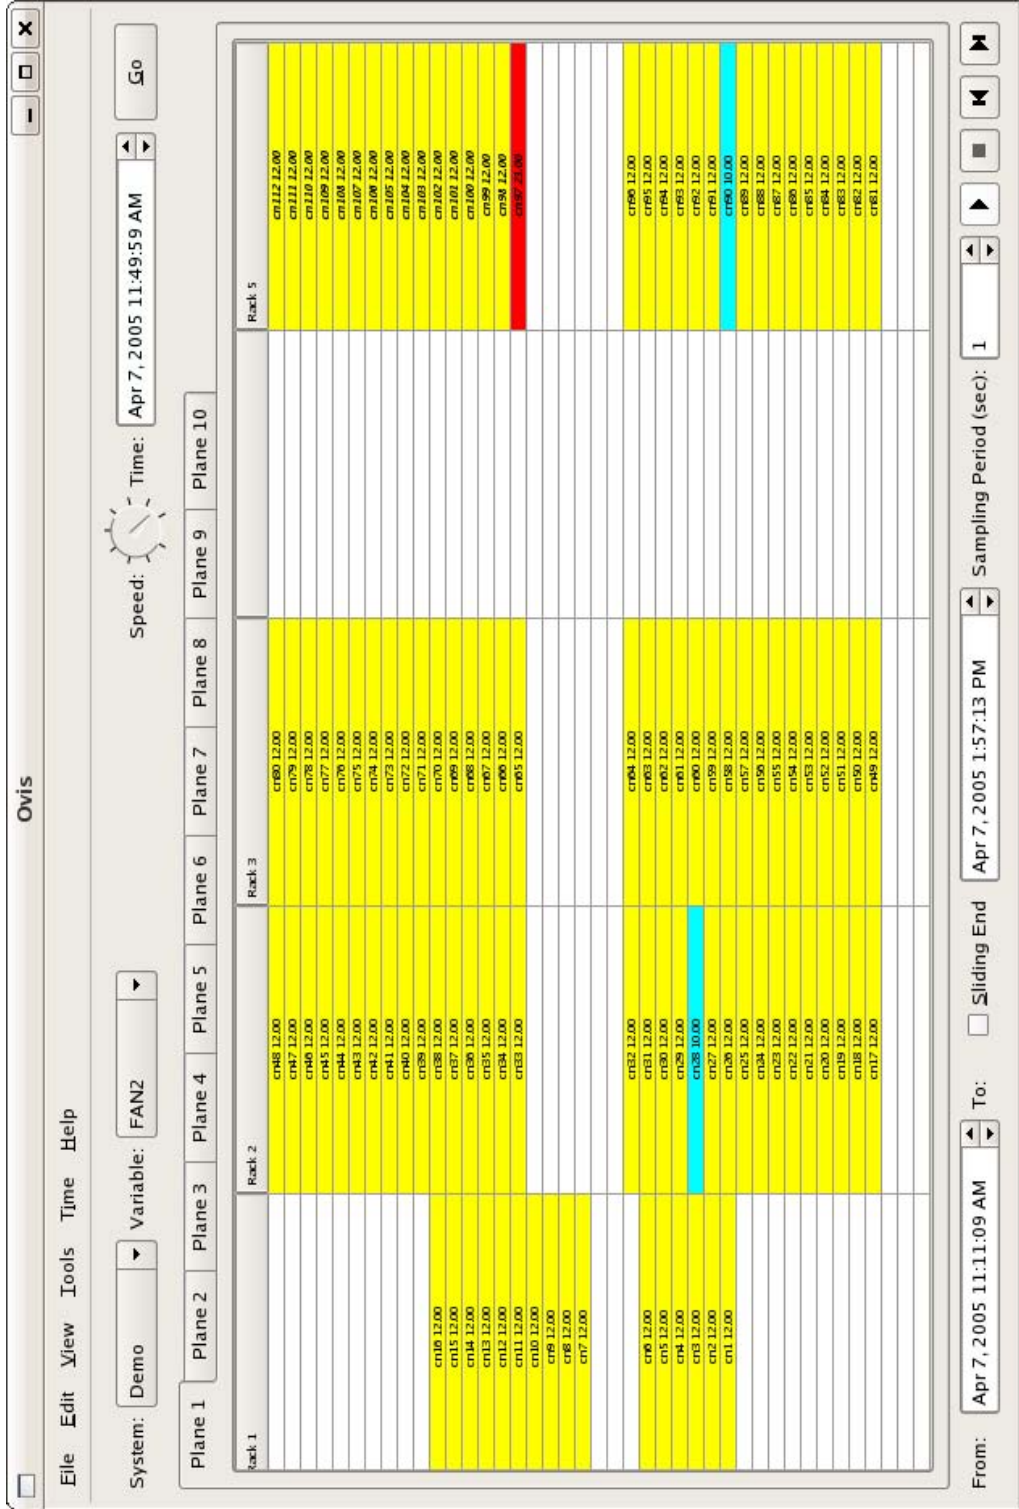 Ovis
File Edit View Tools Time Help
System: Demo Variable: FAN2 Speed: Time: Apr 7, 2005 11:49:59 AM Go
Plane 1 Plane 2 Plane 3 Plane 4 Plane 5 Plane 6 Plane 7 Plane 8 Plane 9 Plane 10
Rack 1
cn16 12.00
cn15 12.00
cn14 12.00
cn13 12.00
cn12 12.00
cn11 12.00
cn10 12.00
cn9 12.00
cn8 12.00
cn7 12.00
cn6 12.00
cn5 12.00
cn4 12.00
cn3 12.00
cn2 12.00
cn1 12.00
Rack 2
cn48 12.00
cn47 12.00
cn46 12.00
cn45 12.00
cn44 12.00
cn43 12.00
cn42 12.00
cn41 12.00
cn40 12.00
cn39 12.00
cn38 12.00
cn37 12.00
cn36 12.00
cn35 12.00
cn34 12.00
cn33 12.00
cn32 12.00
cn31 12.00
cn30 12.00
cn29 12.00
cn28 10.00
cn27 12.00
cn26 12.00
cn25 12.00
cn24 12.00
cn23 12.00
cn22 12.00
cn21 12.00
cn20 12.00
cn19 12.00
cn18 12.00
cn17 12.00
Rack 3
cn80 12.00
cn79 12.00
cn78 12.00
cn77 12.00
cn76 12.00
cn75 12.00
cn74 12.00
cn73 12.00
cn72 12.00
cn71 12.00
cn70 12.00
cn69 12.00
cn68 12.00
cn67 12.00
cn66 12.00
cn65 12.00
cn64 12.00
cn63 12.00
cn62 12.00
cn61 12.00
cn60 12.00
cn59 12.00
cn58 12.00
cn57 12.00
cn56 12.00
cn55 12.00
cn54 12.00
cn53 12.00
cn52 12.00
cn51 12.00
cn50 12.00
cn49 12.00
Rack 5
cn112 12.00
cn111 12.00
cn110 12.00
cn109 12.00
cn108 12.00
cn107 12.00
cn106 12.00
cn105 12.00
cn104 12.00
cn103 12.00
cn102 12.00
cn101 12.00
cn100 12.00
cn99 12.00
cn98 12.00
cn97 21.00
cn96 12.00
cn95 12.00
cn94 12.00
cn93 12.00
cn92 12.00
cn91 12.00
cn90 10.00
cn89 12.00
cn88 12.00
cn87 12.00
cn86 12.00
cn85 12.00
cn84 12.00
cn83 12.00
cn82 12.00
cn81 12.00
From: Apr 7, 2005 11:11:09 AM To: Sliding End Apr 7, 2005 1:57:13 PM Sampling Period (sec): 1